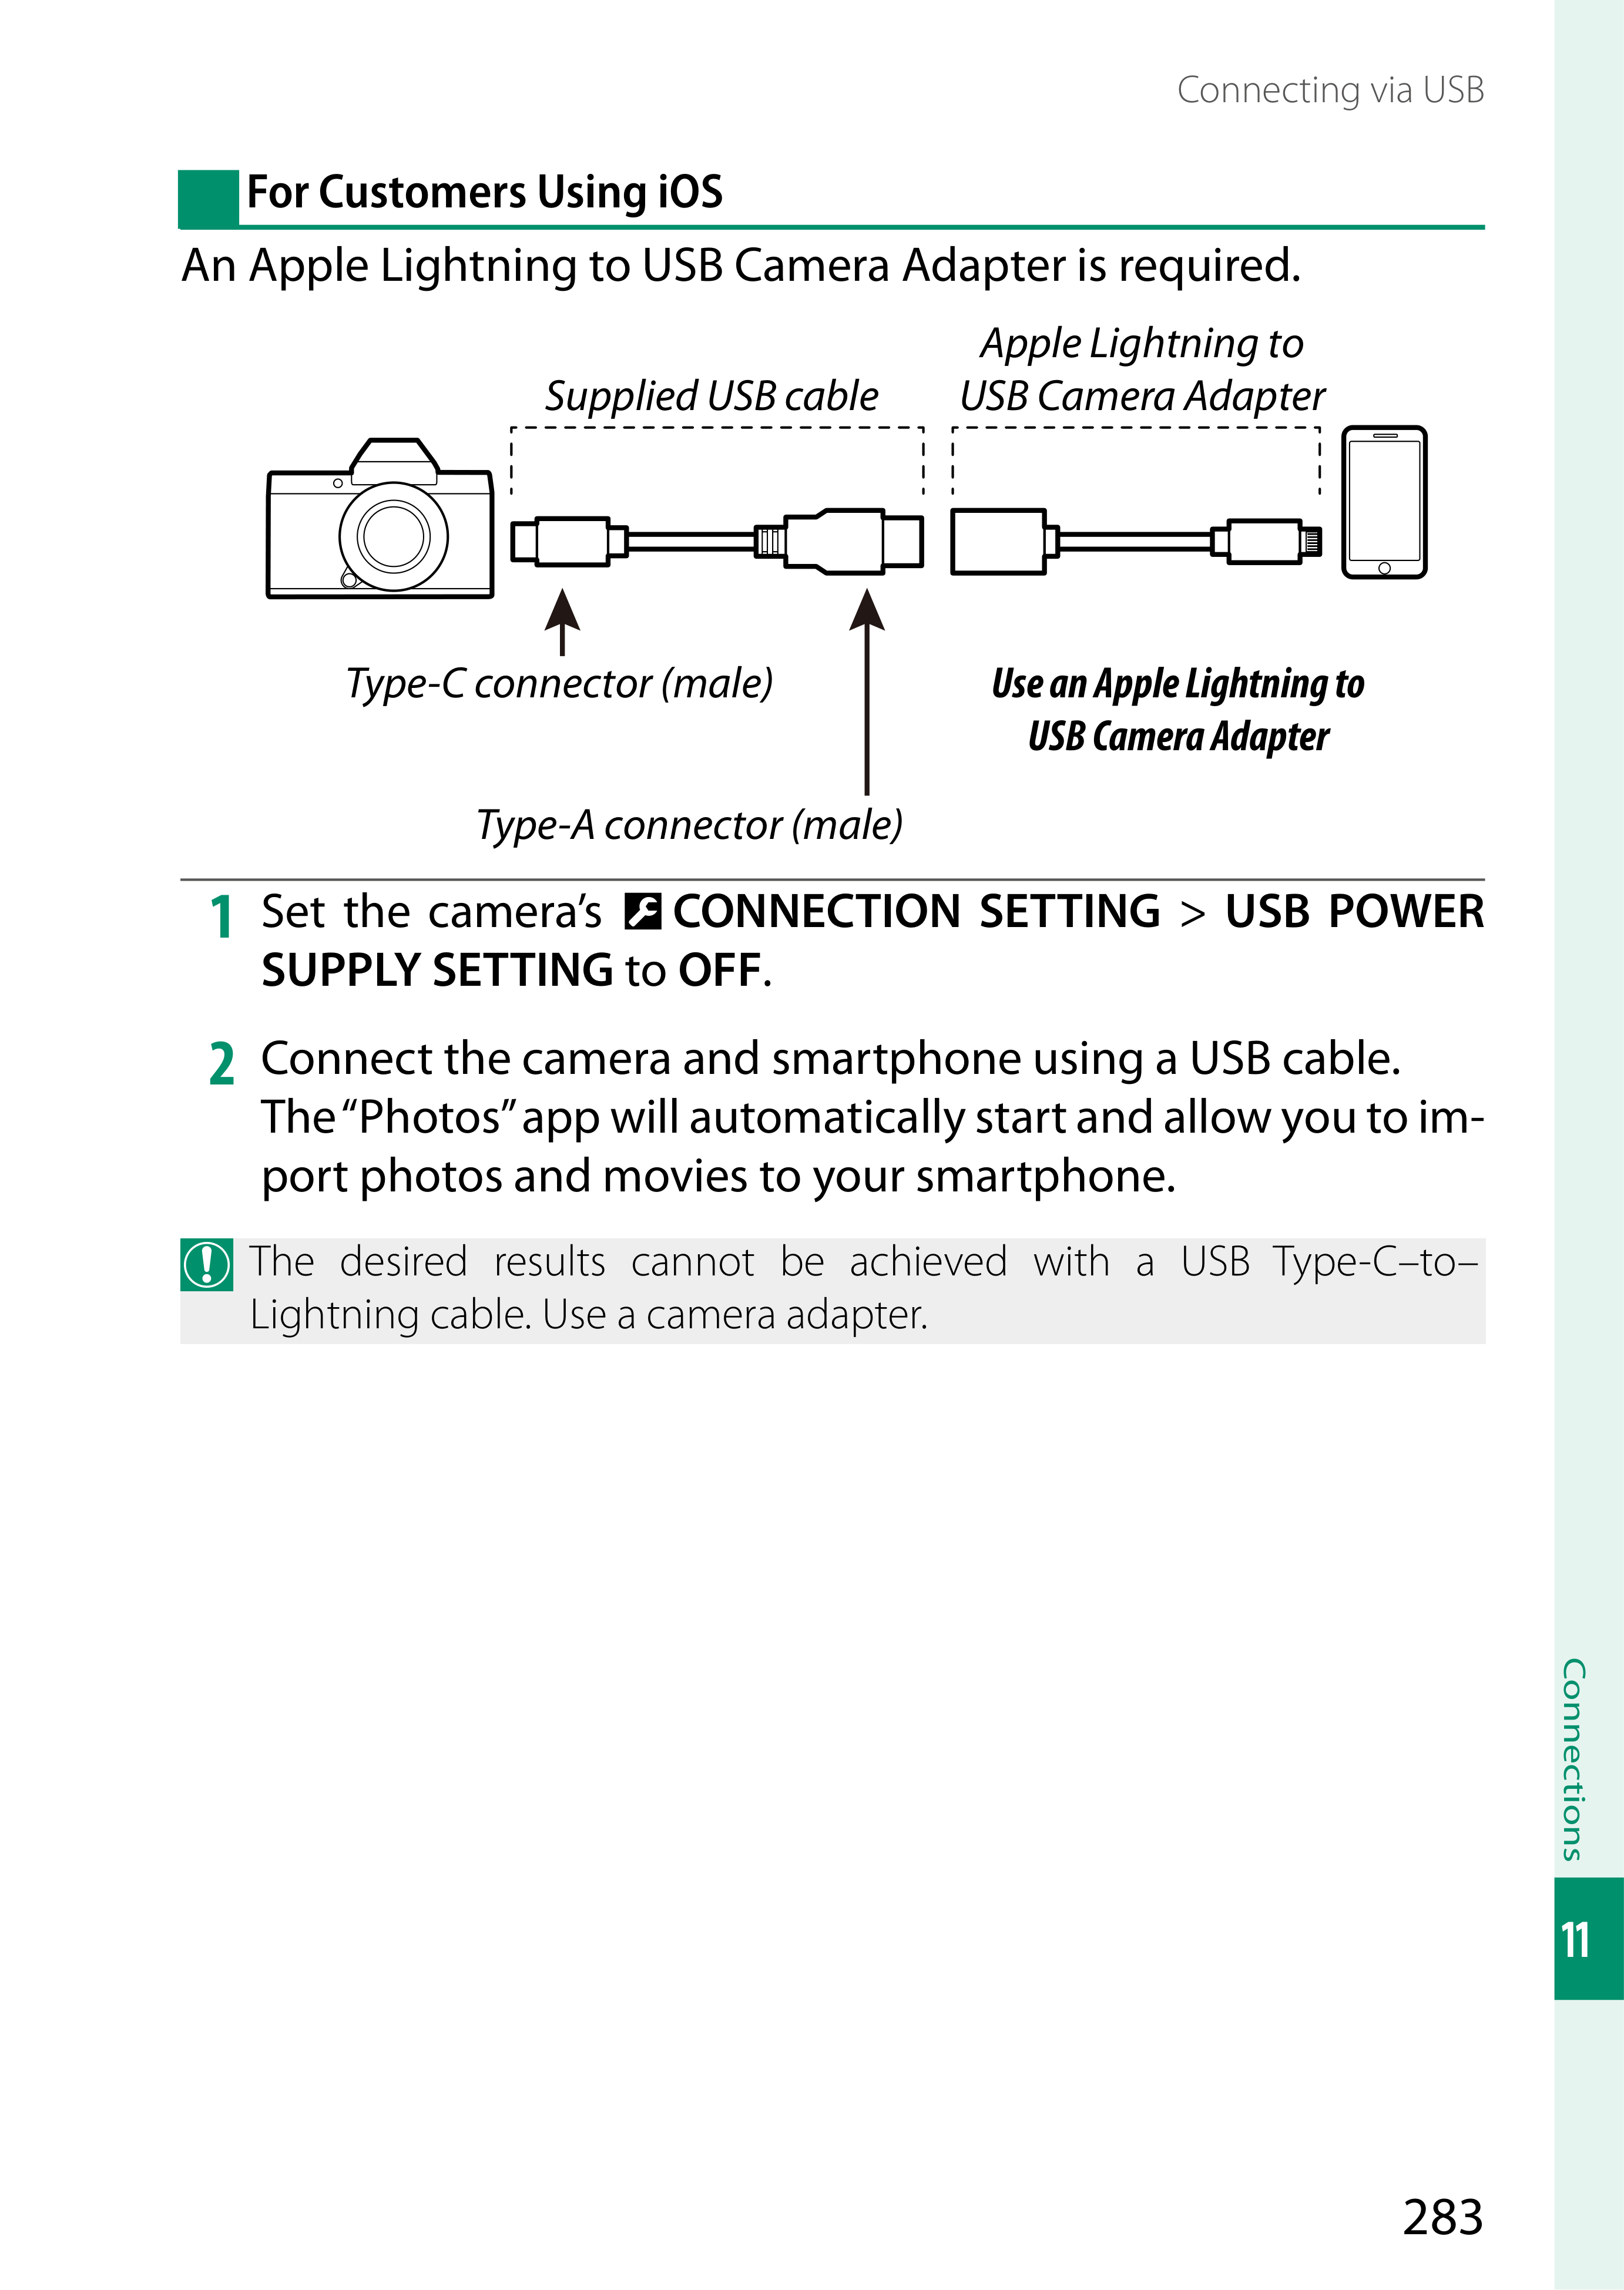 Connecting via USB
For Customers Using iOS
An Apple Lightning to USB Camera Adapter is required.
Apple Lightning to
Supplied USB cable
USB Camera Adapter
Type-C connector (male)
Use an Apple Lightning to
USB Camera Adapter
Type-A connector (male)
1 Set the camera’s CONNECTION SETTING > USB POWER
SUPPLY SETTING to OFF.
2 Connect the camera and smartphone using a USB cable.
The “Photos” app will automatically start and allow you to im-
port photos and movies to your smartphone.
The desired results cannot be achieved with a USB Type-C–to–
Lightning cable. Use a camera adapter.
Connections
11
283